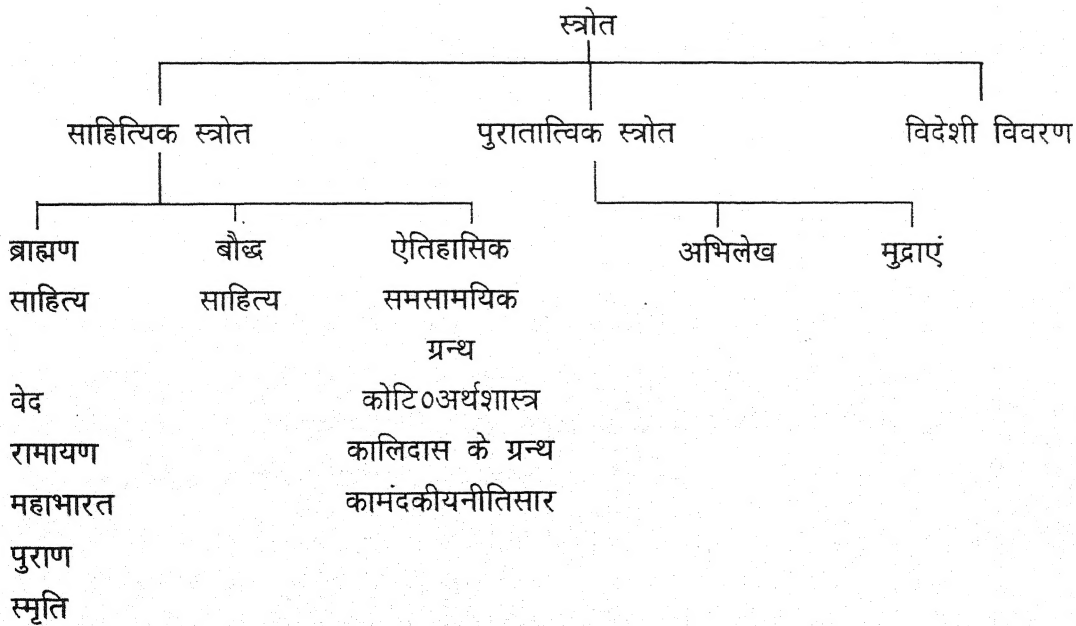 स्त्रोत
साहित्यिक स्त्रोत पुरातात्विक स्त्रोत विदेशी विवरण
ब्राह्मण बौद्ध ऐतिहासिक अभिलेख मुद्राएं
साहित्य साहित्य समसामयिक
ग्रन्थ
वेद कोटि०अर्थशास्त्र
रामायण कालिदास के ग्रन्थ
महाभारत कामंदकीयनीतिसार
पुराण
स्मृति